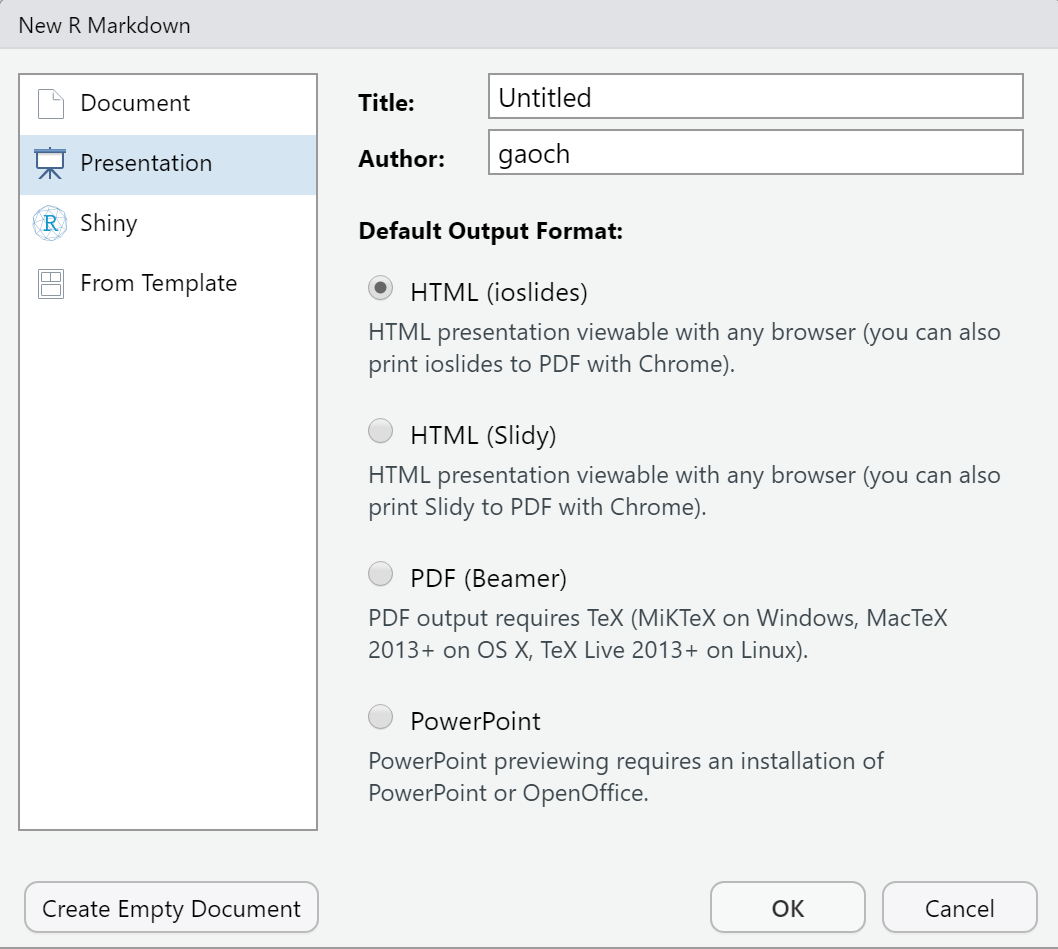 New R Markdown
Document
Presentation
R Shiny
From Template
Title: Untitled
Author: gaoch
Default Output Format:
HTML (ioslides)
HTML presentation viewable with any browser (you can also
print ioslides to PDF with Chrome).
HTML (Slidy)
HTML presentation viewable with any browser (you can also
print Slidy to PDF with Chrome).
PDF (Beamer)
PDF output requires TeX (MiKTeX on Windows, MacTeX
2013+ on OS X, TeX Live 2013+ on Linux).
PowerPoint
PowerPoint previewing requires an installation of
PowerPoint or OpenOffice.
Create Empty Document
OK
Cancel